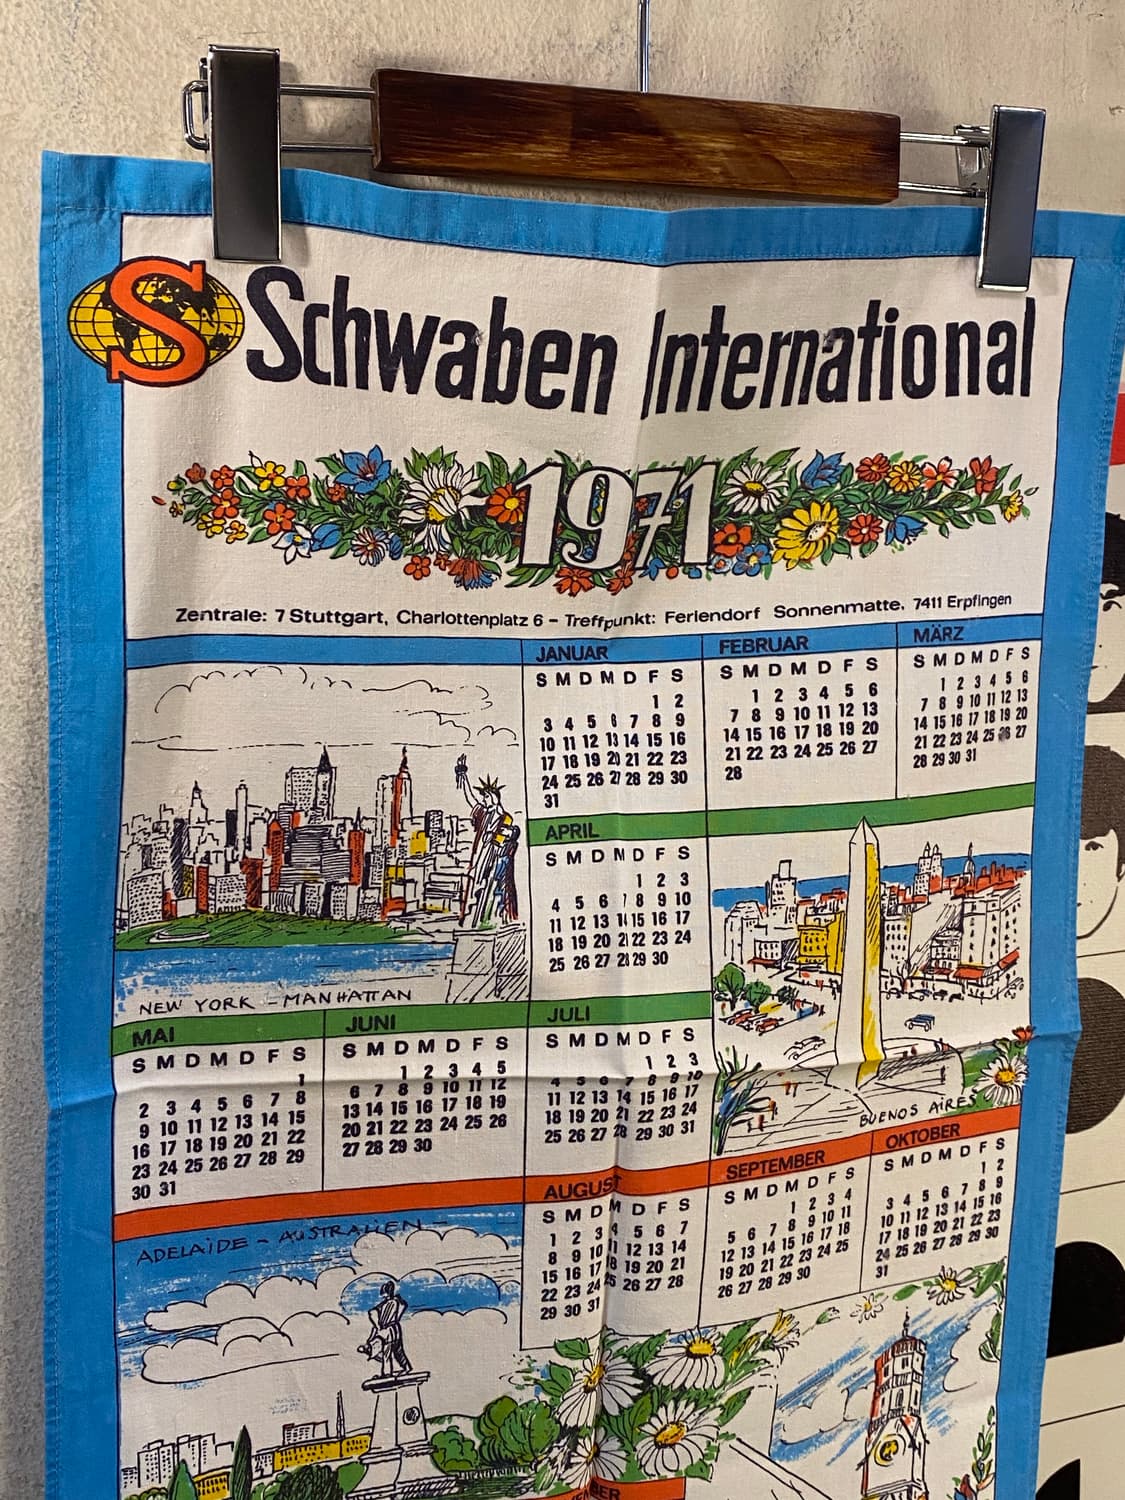 S Schwaben International
1971
Zentrale: 7 Stuttgart, Charlottenplatz 6 – Treffpunkt: Feriendorf Sonnenmatte, 7411 Erpfingen
JANUAR
S M D M D F S
1 2
3 4 5 6 7 8 9
10 11 12 13 14 15 16
17 18 19 20 21 22 23
24 25 26 27 28 29 30
31
FEBRUAR
S M D M D F S
1 2 3 4 5 6
7 8 9 10 11 12 13
14 15 16 17 18 19 20
21 22 23 24 25 26 27
28
MÄRZ
S M D M D F S
1 2 3 4 5 6
7 8 9 10 11 12 13
14 15 16 17 18 19 20
21 22 23 24 25 26 27
28 29 30 31
NEW YORK – MANHATTAN
APRIL
S M D M D F S
1 2 3
4 5 6 7 8 9 10
11 12 13 14 15 16 17
18 19 20 21 22 23 24
25 26 27 28 29 30
BUENOS AIRES
MAI
S M D M D F S
1
2 3 4 5 6 7 8
9 10 11 12 13 14 15
16 17 18 19 20 21 22
23 24 25 26 27 28 29
30 31
JUNI
S M D M D F S
1 2 3 4 5
6 7 8 9 10 11 12
13 14 15 16 17 18 19
20 21 22 23 24 25 26
27 28 29 30
JULI
S M D M D F S
1 2 3
4 5 6 7 8 9 10
11 12 13 14 15 16 17
18 19 20 21 22 23 24
25 26 27 28 29 30 31
ADELAIDE – AUSTRALIEN –
AUGUST
S M D M D F S
1 2 3 4 5 6 7
8 9 10 11 12 13 14
15 16 17 18 19 20 21
22 23 24 25 26 27 28
29 30 31
SEPTEMBER
S M D M D F S
1 2 3 4
5 6 7 8 9 10 11
12 13 14 15 16 17 18
19 20 21 22 23 24 25
26 27 28 29 30
OKTOBER
S M D M D F S
1 2
3 4 5 6 7 8 9
10 11 12 13 14 15 16
17 18 19 20 21 22 23
24 25 26 27 28 29 30
31